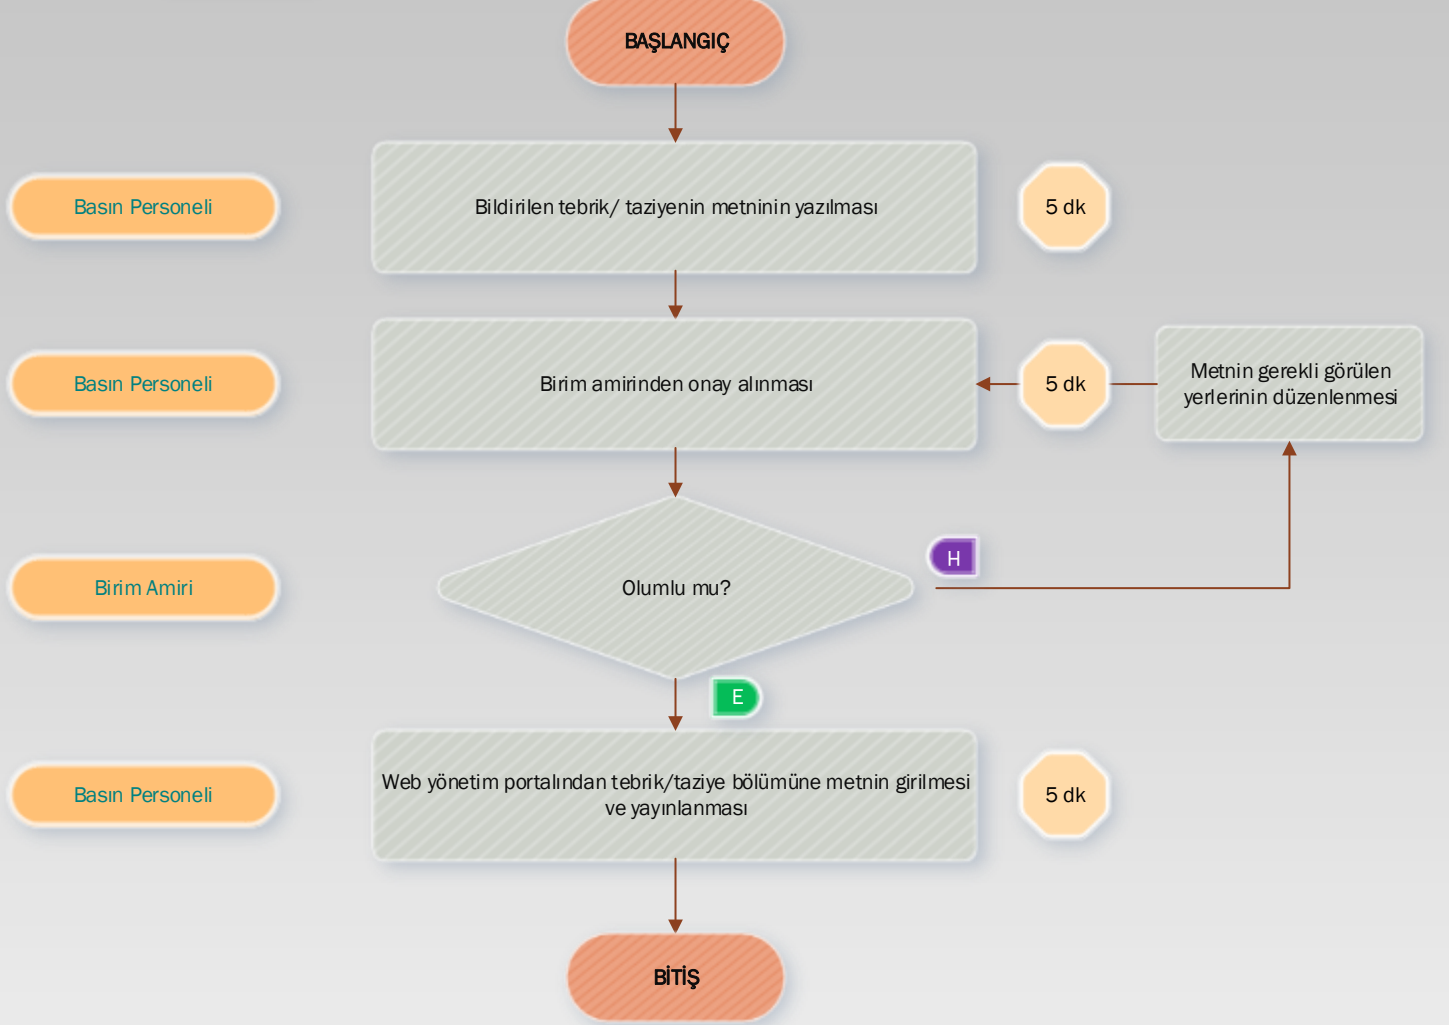 BAŞLANGIÇ
Basın Personeli
Bildirilen tebrik/ taziyenin metninin yazılması
5 dk
Basın Personeli
Birim amirinden onay alınması
5 dk
Metnin gerekli görülen
yerlerinin düzenlenmesi
Birim Amiri
Olumlu mu?
H
E
Basın Personeli
Web yönetim portalından tebrik/taziye bölümüne metnin girilmesi
ve yayınlanması
5 dk
BİTİŞ